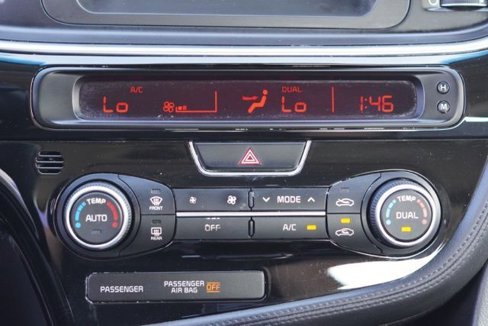 A/C DUAL
Lo Lo 1:46
H
M
TEMP
AUTO
FRONT
REAR
MODE
OFF
A/C
TEMP
DUAL
PASSENGER
PASSENGER
AIR BAG OFF